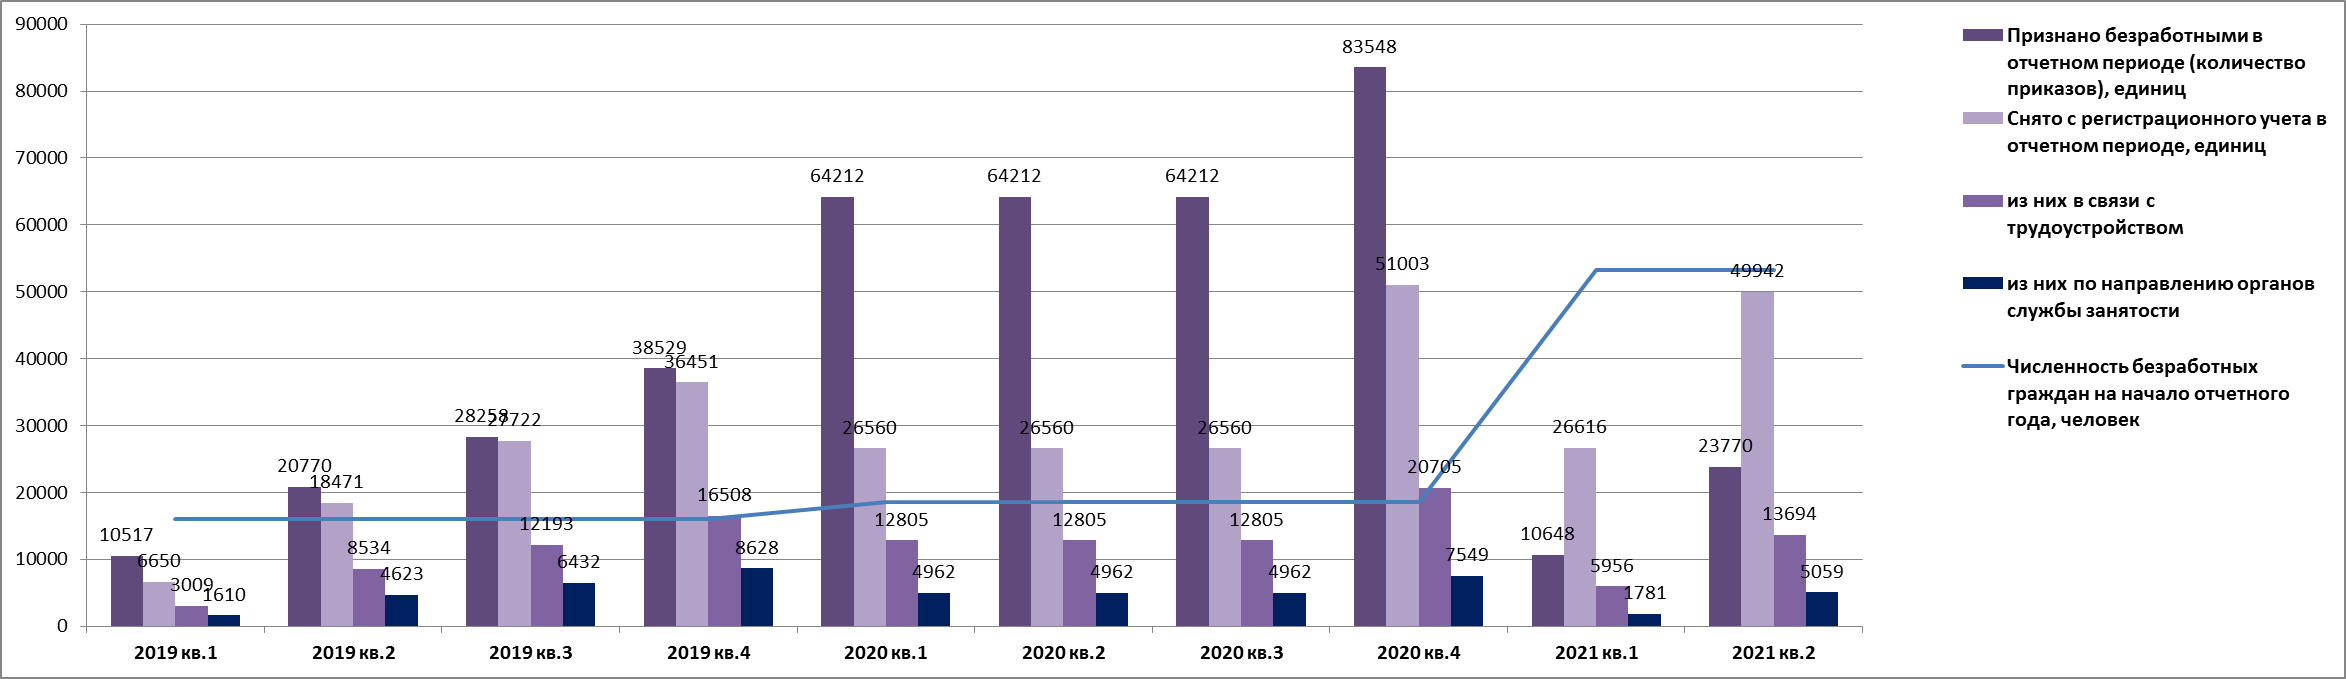 90000
80000
70000
60000
50000
40000
30000
20000
10000
0
10517
6650
3009
1610
20770
18471
8534
4623
28258
27722
12193
6432
38529
36451
16508
8628
64212
26560
12805
4962
64212
26560
12805
4962
64212
26560
12805
4962
83548
51003
20705
7549
10648
26616
5956
1781
23770
49942
13694
5059
2019 кв.1
2019 кв.2
2019 кв.3
2019 кв.4
2020 кв.1
2020 кв.2
2020 кв.3
2020 кв.4
2021 кв.1
2021 кв.2
Признано безработными в
отчетном периоде (количество
приказов), единиц
Снято с регистрационного учета в
отчетном периоде, единиц
из них в связи с
трудоустройством
из них по направлению органов
службы занятости
Численность безработных
граждан на начало отчетного
года, человек